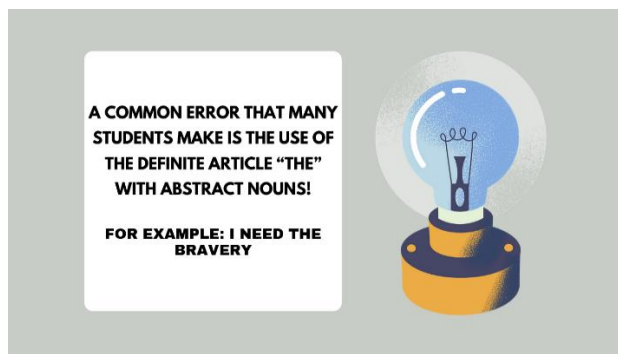 A COMMON ERROR THAT MANY
STUDENTS MAKE IS THE USE OF
THE DEFINITE ARTICLE “THE”
WITH ABSTRACT NOUNS!
FOR EXAMPLE: I NEED THE
BRAVERY